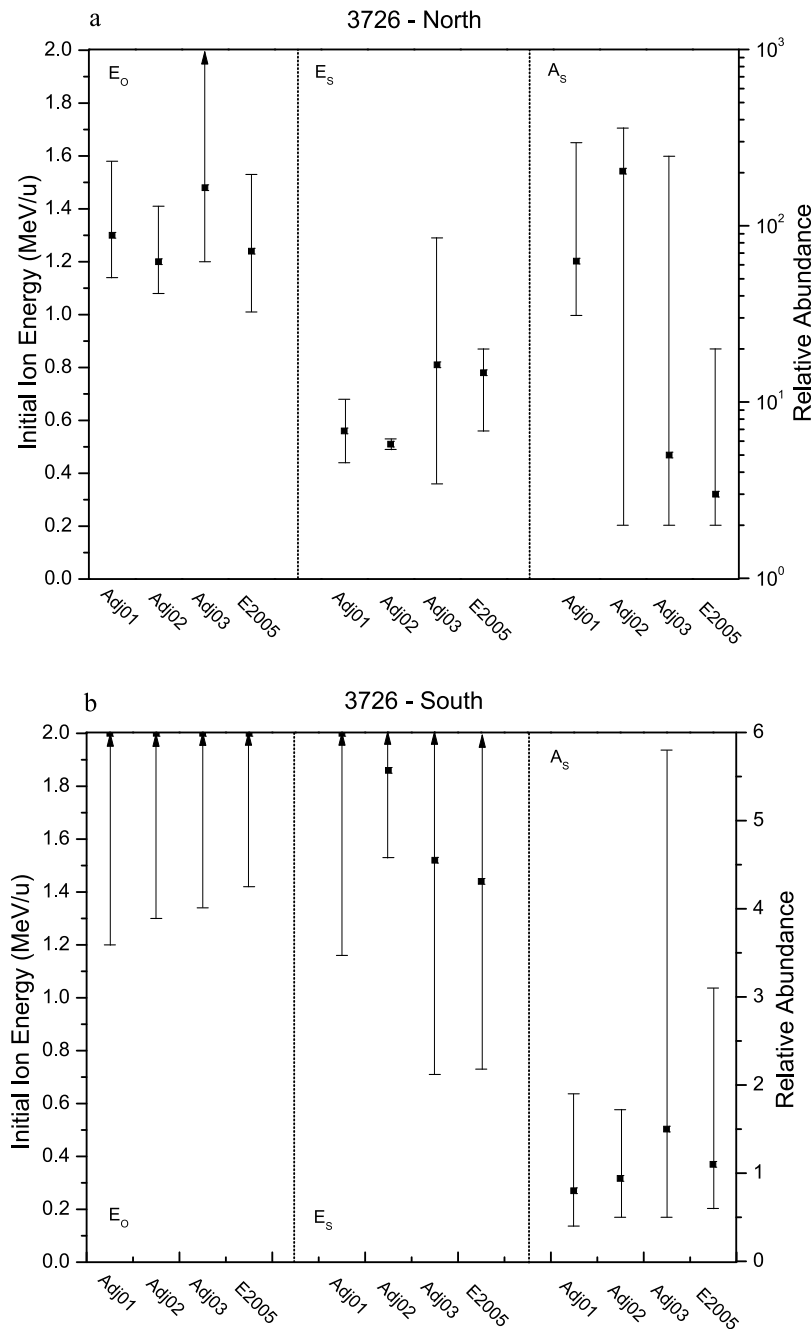 a
3726 - North
E_O
E_S
A_S
2.0
1.8
1.6
1.4
1.2
1.0
0.8
0.6
0.4
0.2
0.0
Initial Ion Energy (MeV/u)
10^3
10^2
10^1
10^0
Relative Abundance
Adj01
Adj02
Adj03
E2005
Adj01
Adj02
Adj03
E2005
Adj01
Adj02
Adj03
E2005
b
3726 - South
2.0
1.8
1.6
1.4
1.2
1.0
0.8
0.6
0.4
0.2
0.0
Initial Ion Energy (MeV/u)
A_S
E_O
E_S
6
5
4
3
2
1
0
Relative Abundance
Adj01
Adj02
Adj03
E2005
Adj01
Adj02
Adj03
E2005
Adj01
Adj02
Adj03
E2005